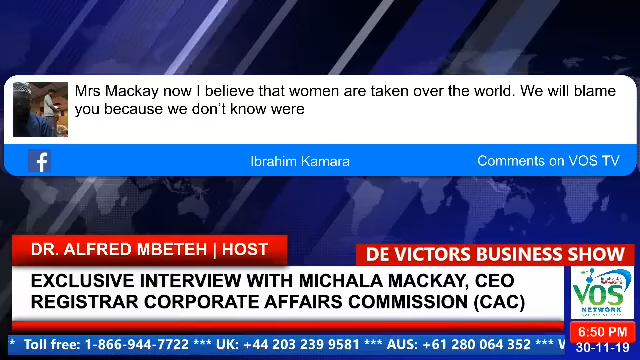 Mrs Mackay now I believe that women are taken over the world. We will blame
you because we don't know were
Ibrahim Kamara
Comments on VOS TV
DR. ALFRED MBETEH | HOST
DE VICTORS BUSINESS SHOW
EXCLUSIVE INTERVIEW WITH MICHALA MACKAY, CEO
REGISTRAR CORPORATE AFFAIRS COMMISSION (CAC)
VOS
NETWORK
6:50 PM
30-11-19
* Toll free: 1-866-944-7722 *** UK: +44 203 239 9581 *** AUS: +61 280 064 352 ***